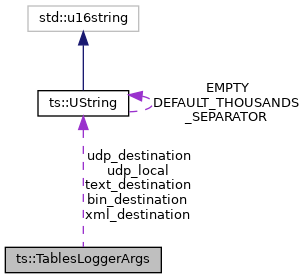 std::u16string
ts::UString
EMPTY
DEFAULT_THOUSANDS
_SEPARATOR
udp_destination
udp_local
text_destination
bin_destination
xml_destination
ts::TablesLoggerArgs